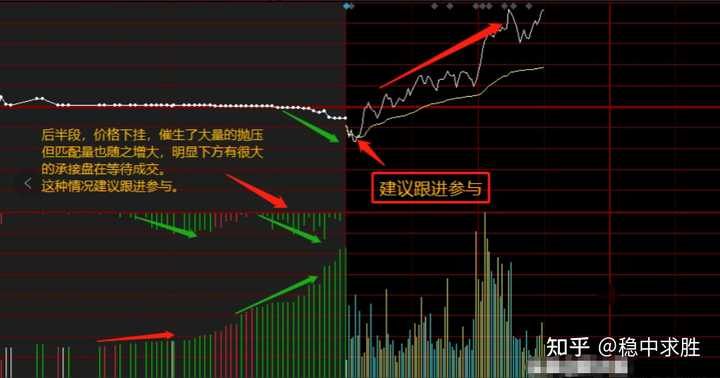 后半段，价格下挂，催生了大量的抛压
但匹配量也随之增大，明显下方有很大
的承接盘在等待成交。
这种情况建议跟进参与。
建议跟进参与
知乎 @稳中求胜